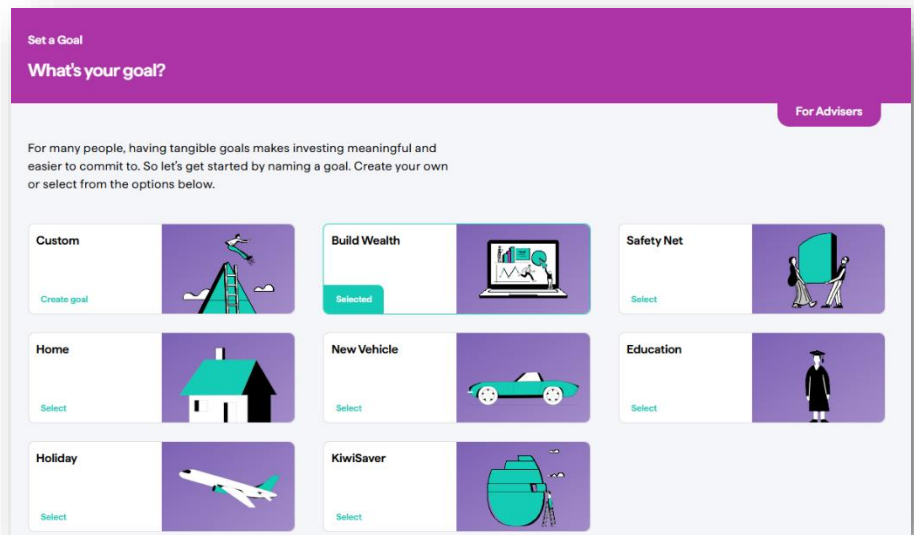 Set a Goal
What's your goal?
For Advisers
For many people, having tangible goals makes investing meaningful and
easier to commit to. So let's get started by naming a goal. Create your own
or select from the options below.
Custom
Create goal
Build Wealth
Selected
Safety Net
Select
Home
Select
New Vehicle
Select
Education
Select
Holiday
Select
KiwiSaver
Select